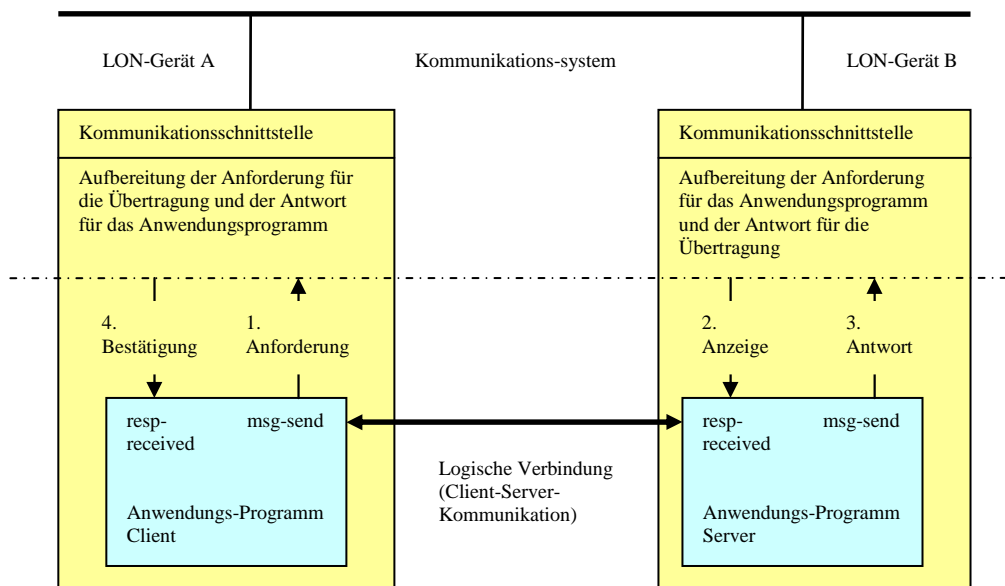 LON-Gerät A
Kommunikations-system
LON-Gerät B
Kommunikationsschnittstelle
Aufbereitung der Anforderung für
die Übertragung und der Antwort
für das Anwendungsprogramm
Kommunikationsschnittstelle
Aufbereitung der Anforderung
für das Anwendungsprogramm
und der Antwort für die
Übertragung
4.
Bestätigung
1.
Anforderung
2.
Anzeige
3.
Antwort
resp-
received
msg-send
Anwendungs-Programm
Client
Logische Verbindung
(Client-Server-
Kommunikation)
resp-
received
msg-send
Anwendungs-Programm
Server